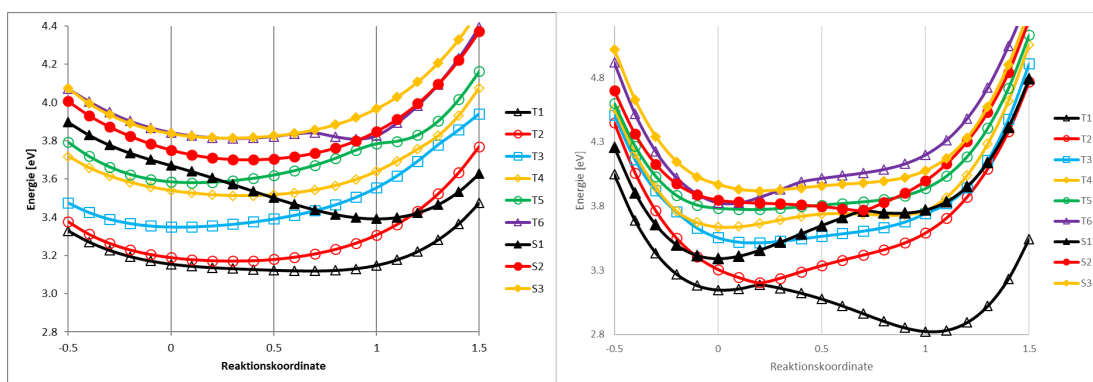 4.4
4.2
4.0
3.8
3.6
3.4
3.2
3.0
2.8
Energie [eV]
-0.5
0
0.5
1
1.5
Reaktionskoordinate
T1
T2
T3
T4
T5
T6
S1
S2
S3
4.8
4.3
3.8
3.3
2.8
Energie [eV]
-0.5
0
0.5
1
1.5
Reaktionskoordinate
T1
T2
T3
T4
T5
T6
S1
S2
S3